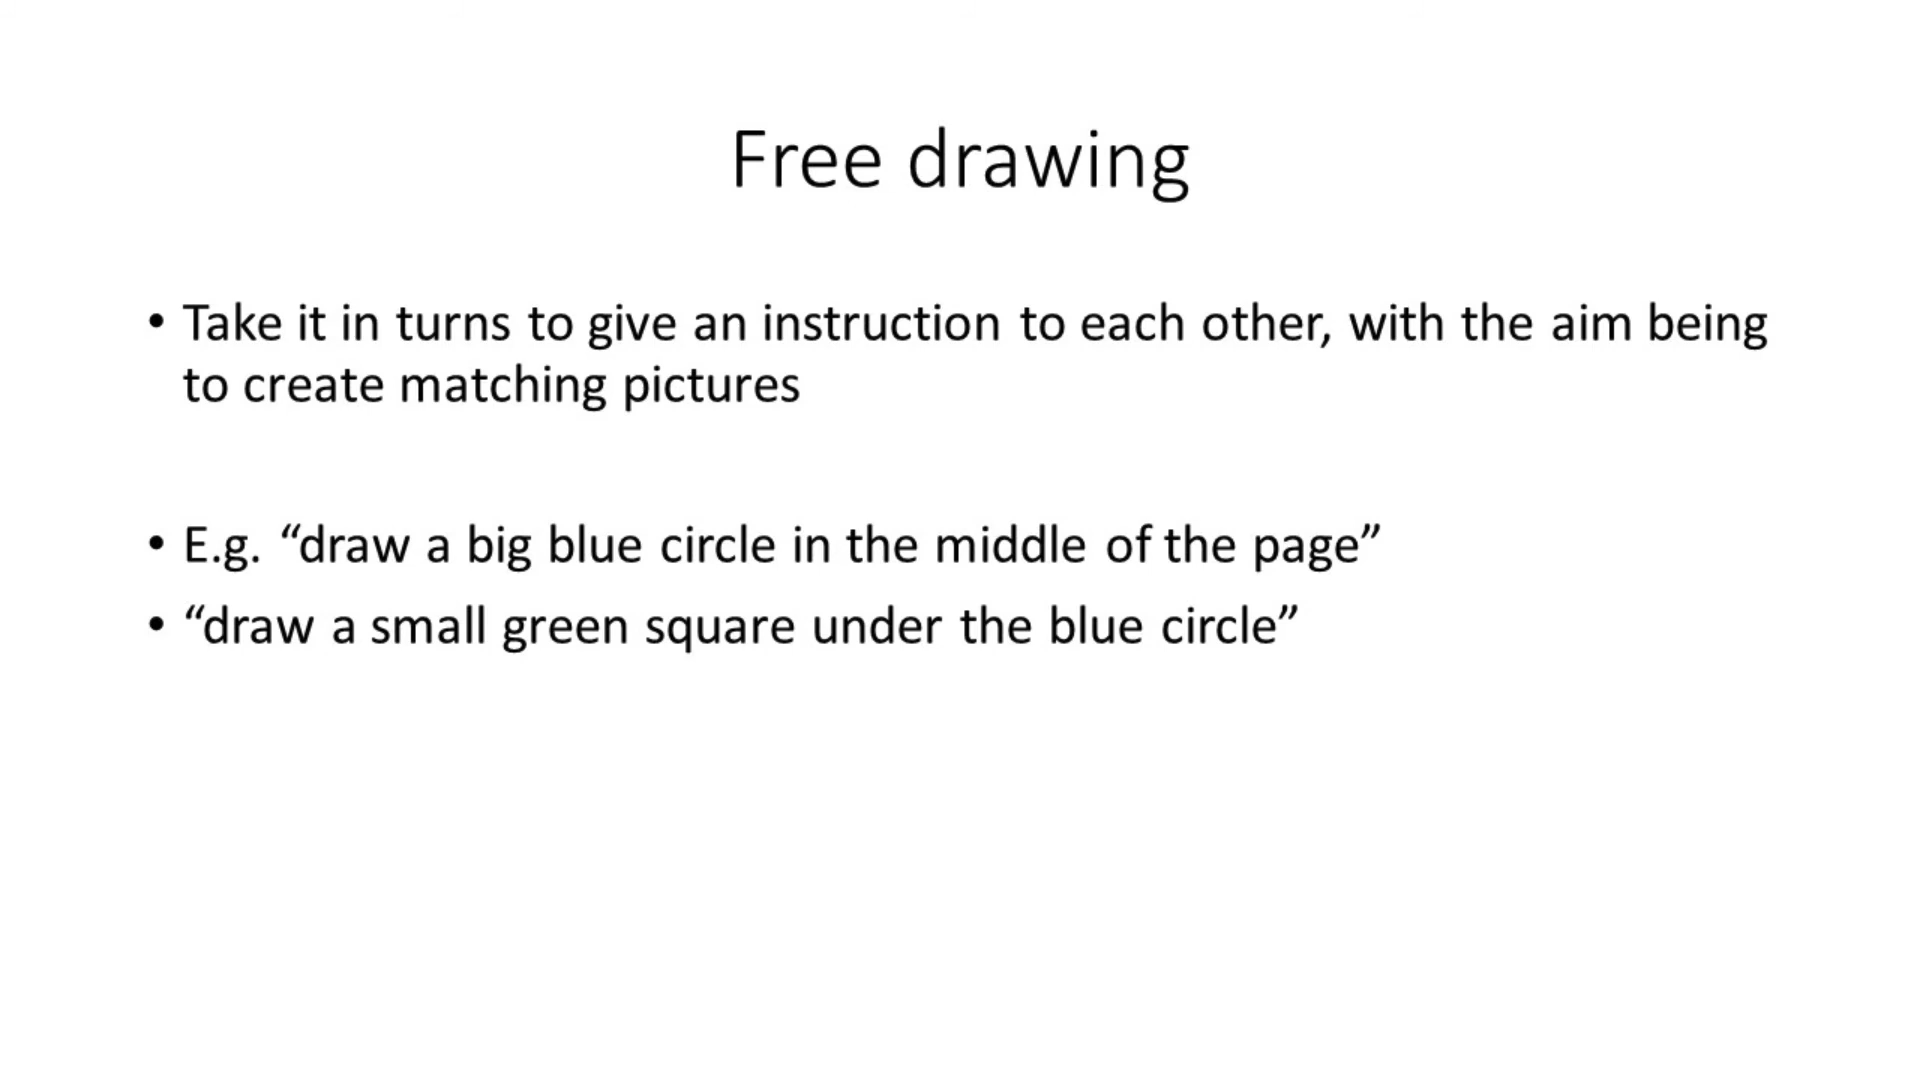 Free drawing
• Take it in turns to give an instruction to each other, with the aim being
to create matching pictures
• E.g. “draw a big blue circle in the middle of the page”
• “draw a small green square under the blue circle”